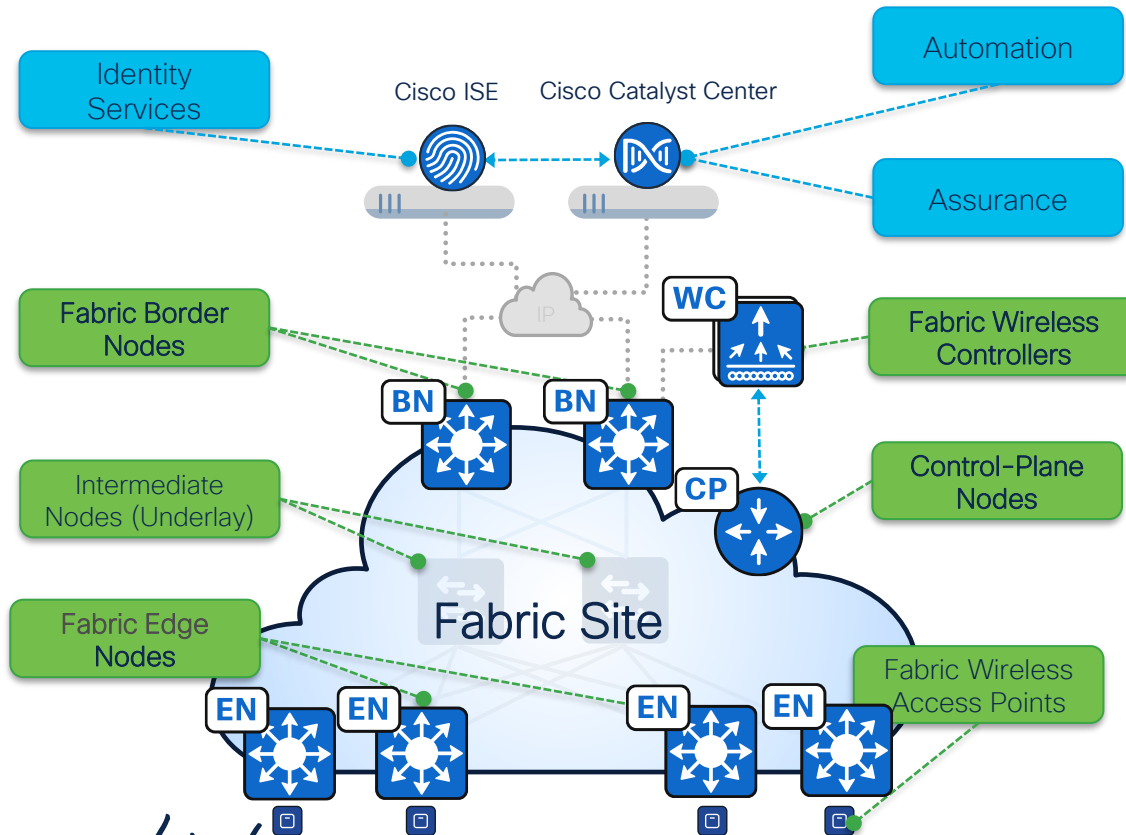 Identity
Services
Cisco ISE
Cisco Catalyst Center
Automation
Assurance
IP
WC
Fabric Border
Nodes
Fabric Wireless
Controllers
BN
BN
Intermediate
Nodes (Underlay)
CP
Control-Plane
Nodes
Fabric Site
Fabric Edge
Nodes
Fabric Wireless
Access Points
EN
EN
EN
EN